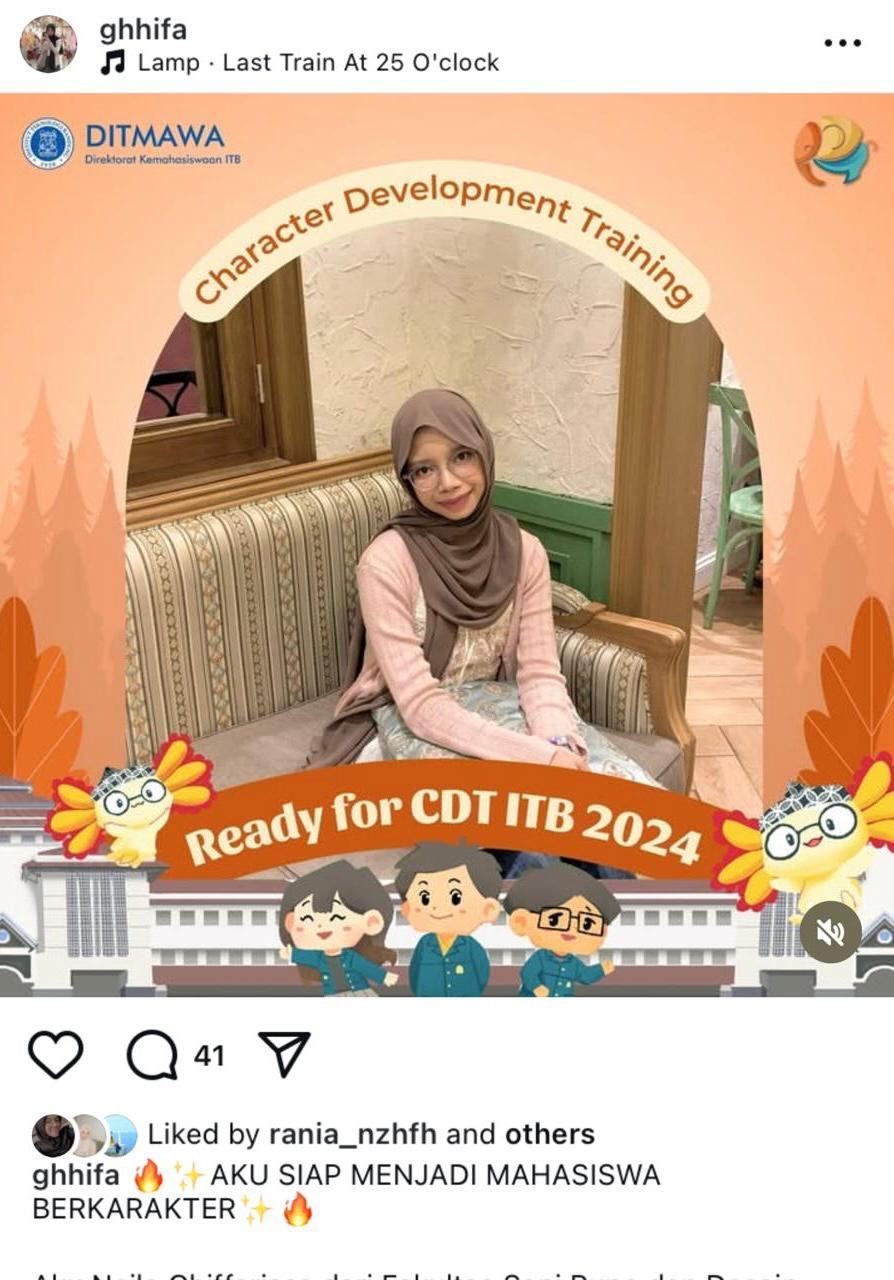 ghhifa
Lamp · Last Train At 25 O'clock
DITMAWA
Direktorat Kemahasiswaan ITB
Character Development Training
Ready for CDT ITB 2024
41
Liked by rania_nzhfh and others
ghhifa 🔥✨AKU SIAP MENJADI MAHASISWA
BERKARAKTER✨🔥